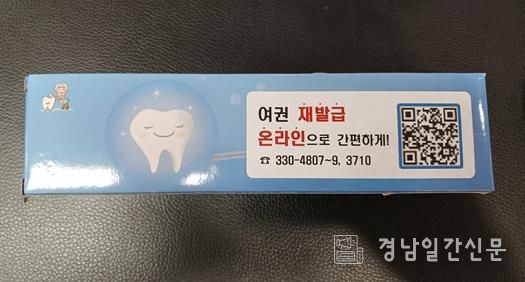 여권 재발급
온라인으로 간편하게!
☎ 330-4807~9, 3710
경남일간신문